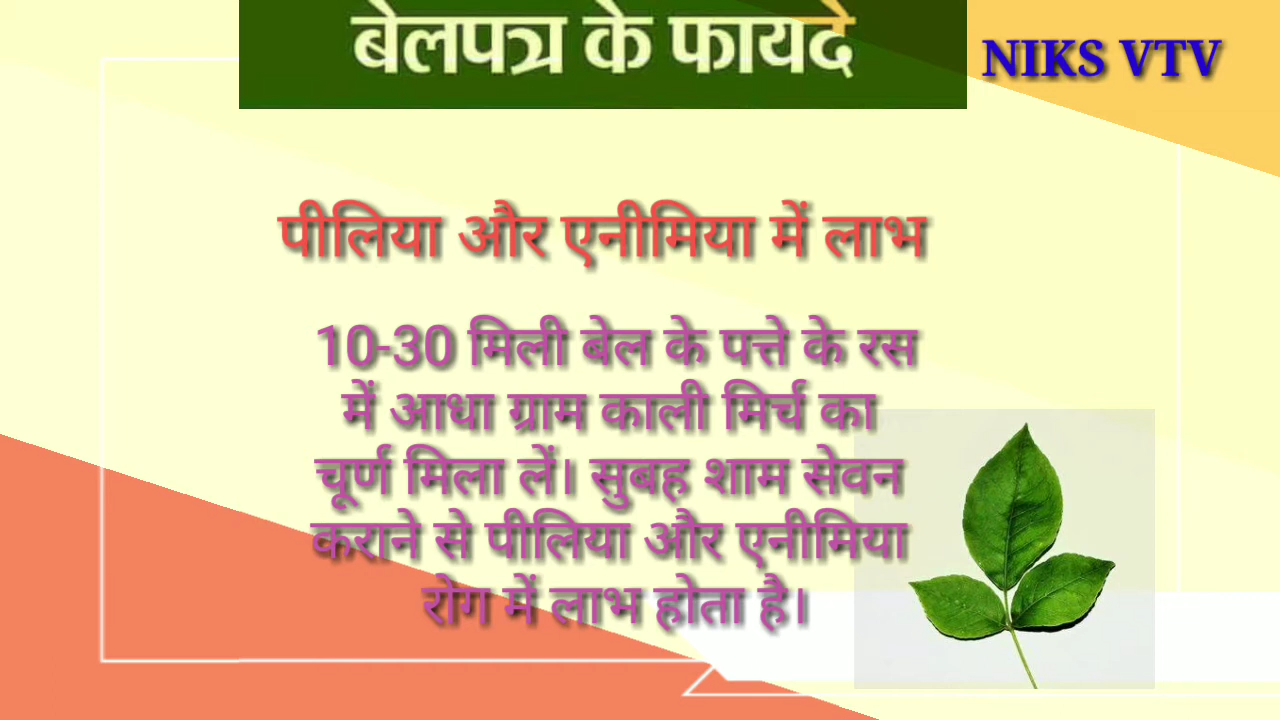 बेलपत्र के फायदे
NIKS VTV
पीलिया और एनीमिया में लाभ
10-30 मिली बेल के पत्ते के रस
में आधा ग्राम काली मिर्च का
चूर्ण मिला लें। सुबह शाम सेवन
कराने से पीलिया और एनीमिया
रोग में लाभ होता है।